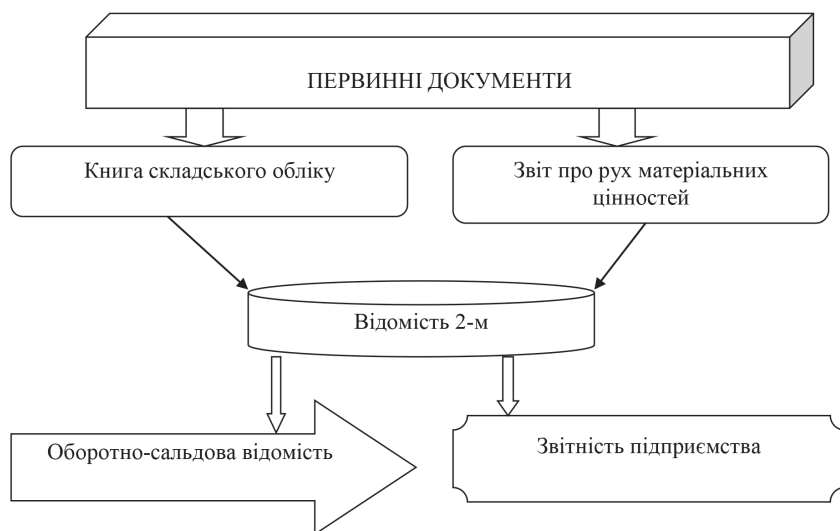 ПЕРВИННІ ДОКУМЕНТИ
Книга складського обліку
Звіт про рух матеріальних
цінностей
Відомість 2-м
Оборотно-сальдова відомість
Звітність підприємства